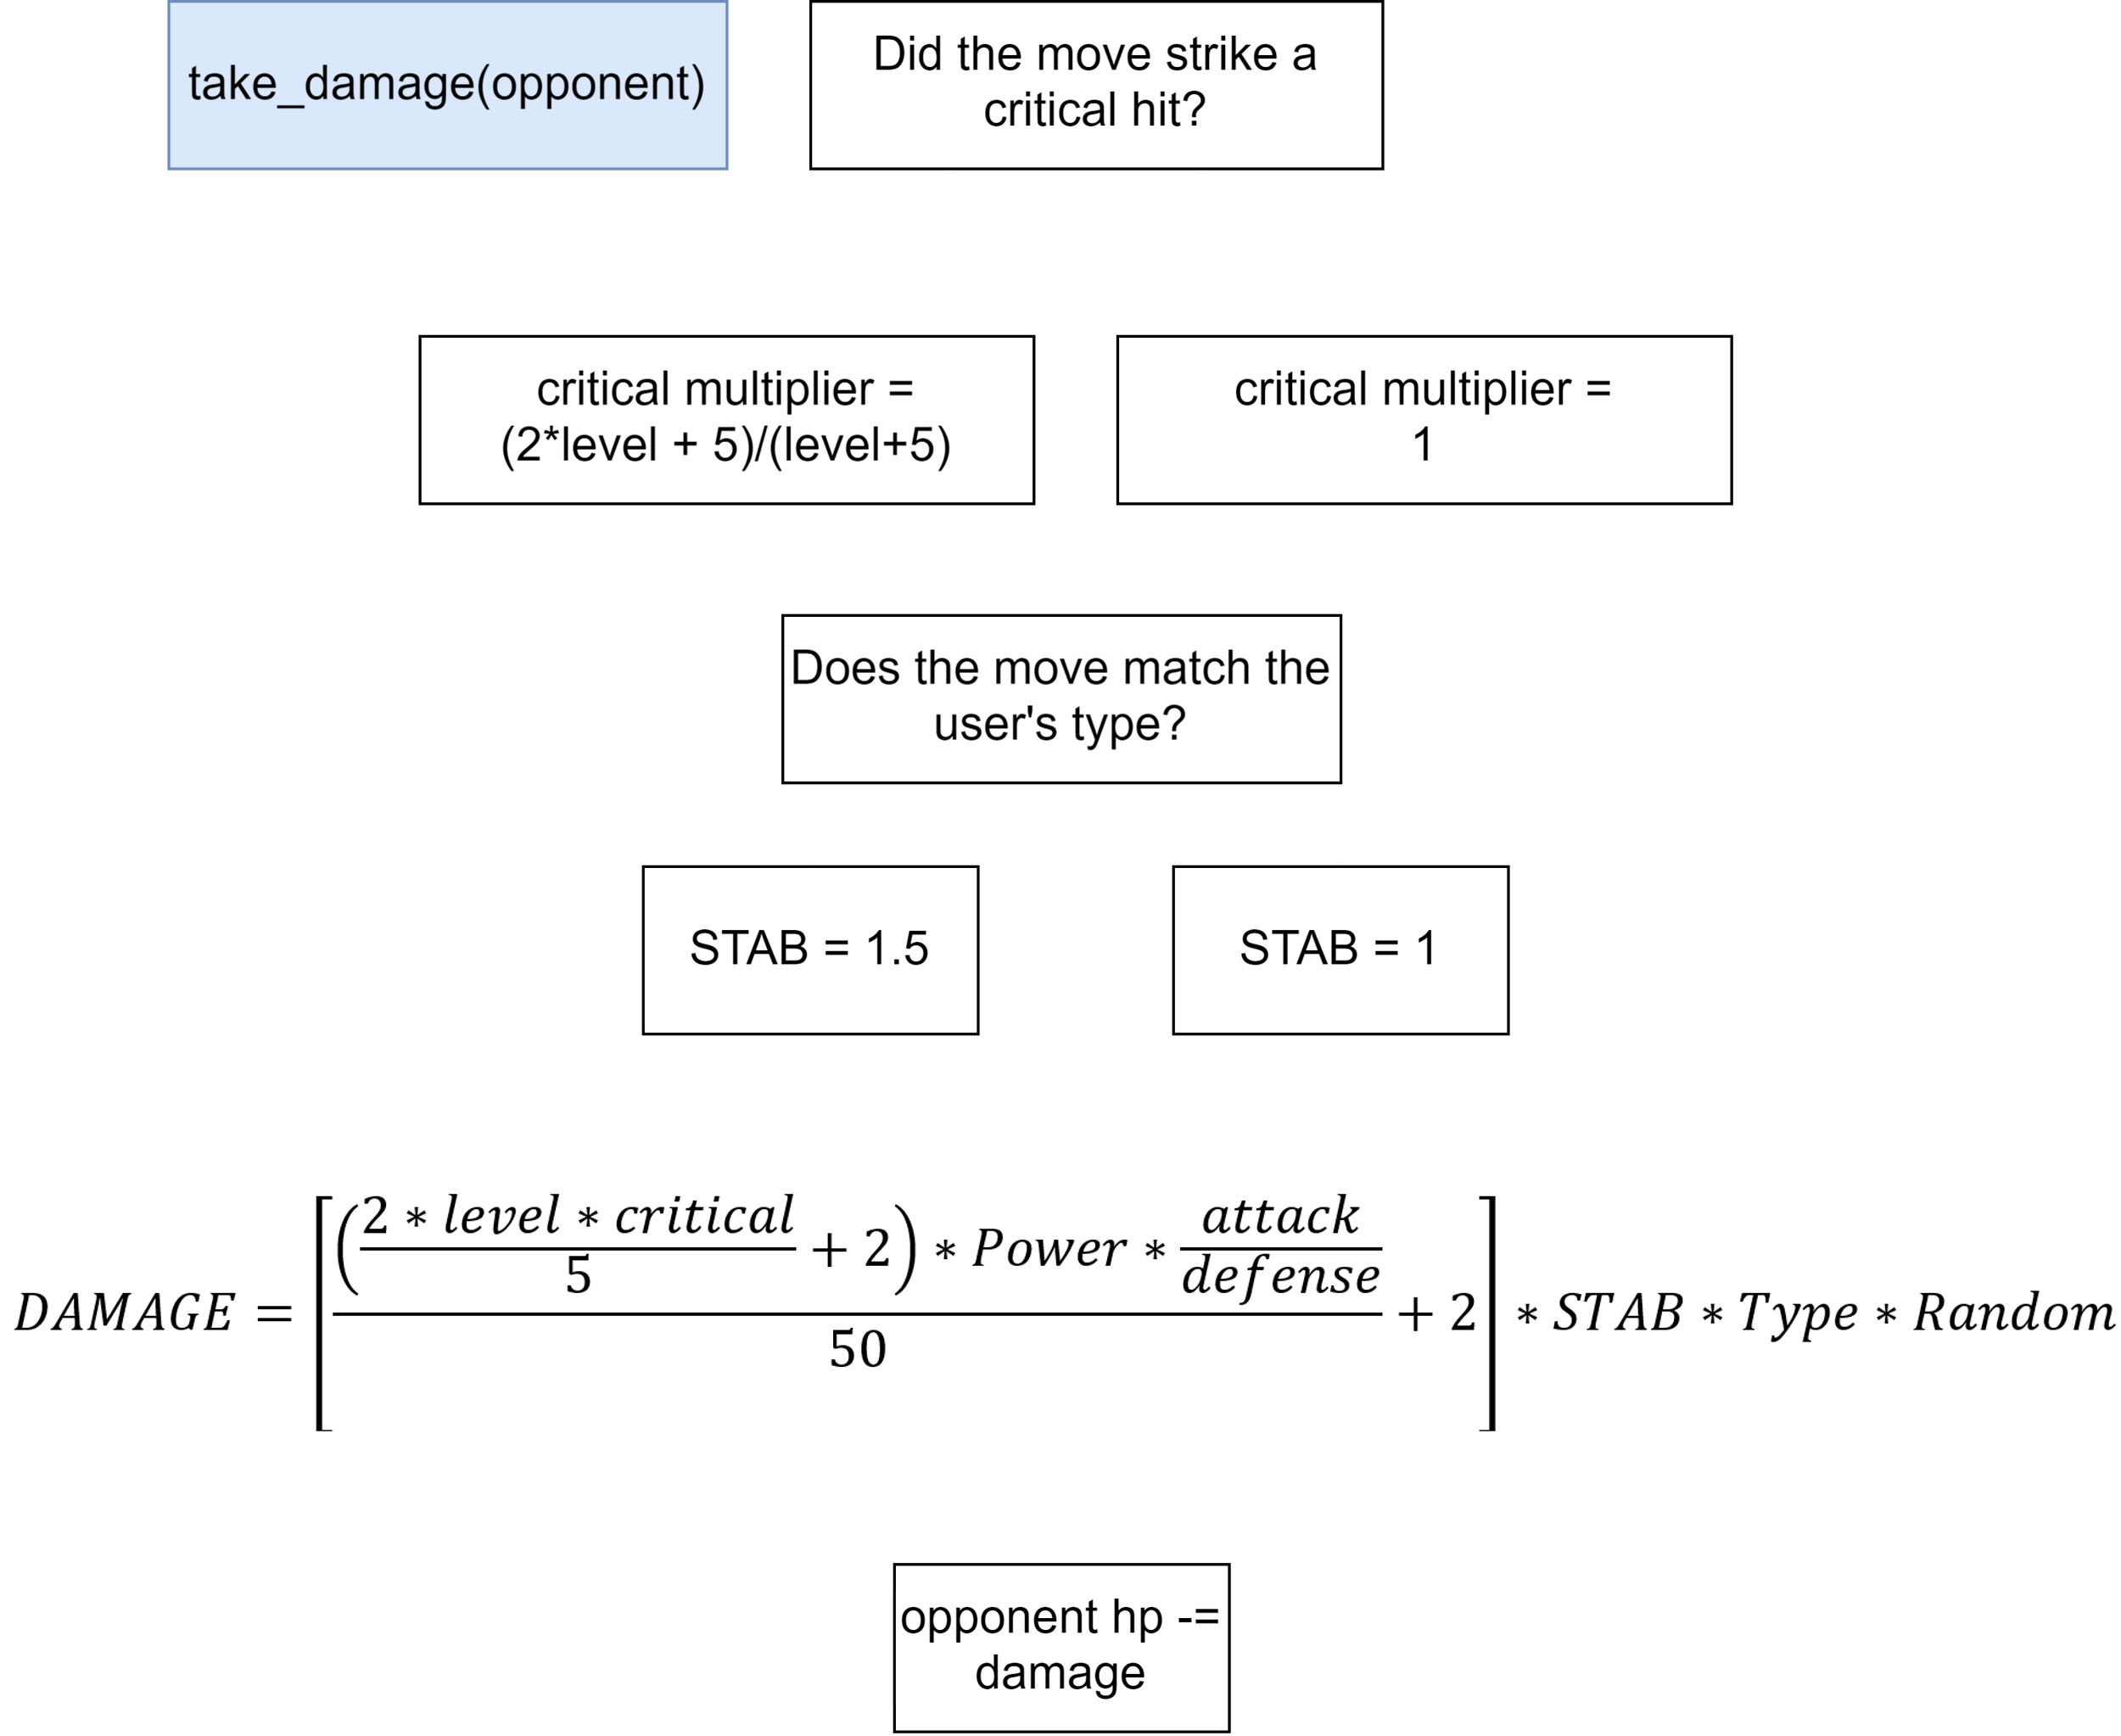 take_damage(opponent)
Did the move strike a
critical hit?
critical multiplier =
(2*level + 5)/(level+5)
critical multiplier =
1
Does the move match the
user's type?
STAB = 1.5
STAB = 1
DAMAGE = [((2 * level * critical)/5 + 2) * Power * attack/defense / 50 + 2] * STAB * Type * Random
opponent hp -=
damage